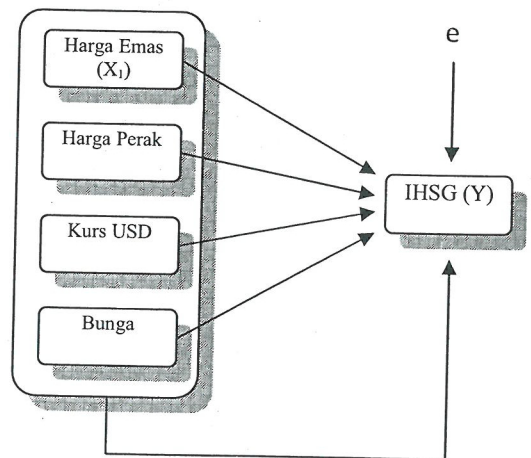 Harga Emas
(X₁)
e
Harga Perak
IHSG (Y)
Kurs USD
Bunga